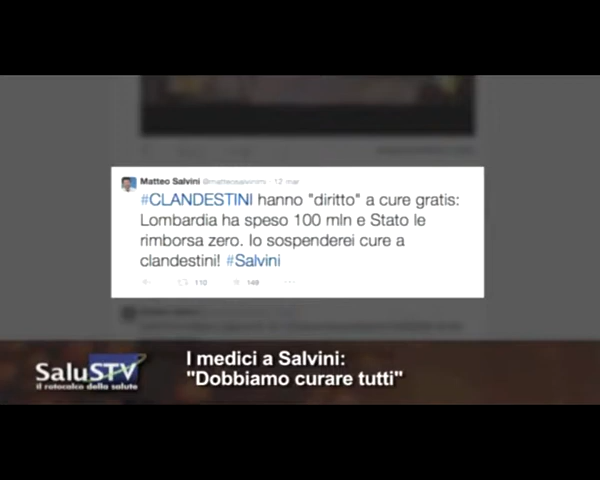 Matteo Salvini @matteosalvinimi · 12 mar
#CLANDESTINI hanno "diritto" a cure gratis:
Lombardia ha speso 100 mln e Stato le
rimborsa zero. Io sospenderei cure a
clandestini! #Salvini
110 149
SaluSTV
il rotocalco della salute
I medici a Salvini:
"Dobbiamo curare tutti"